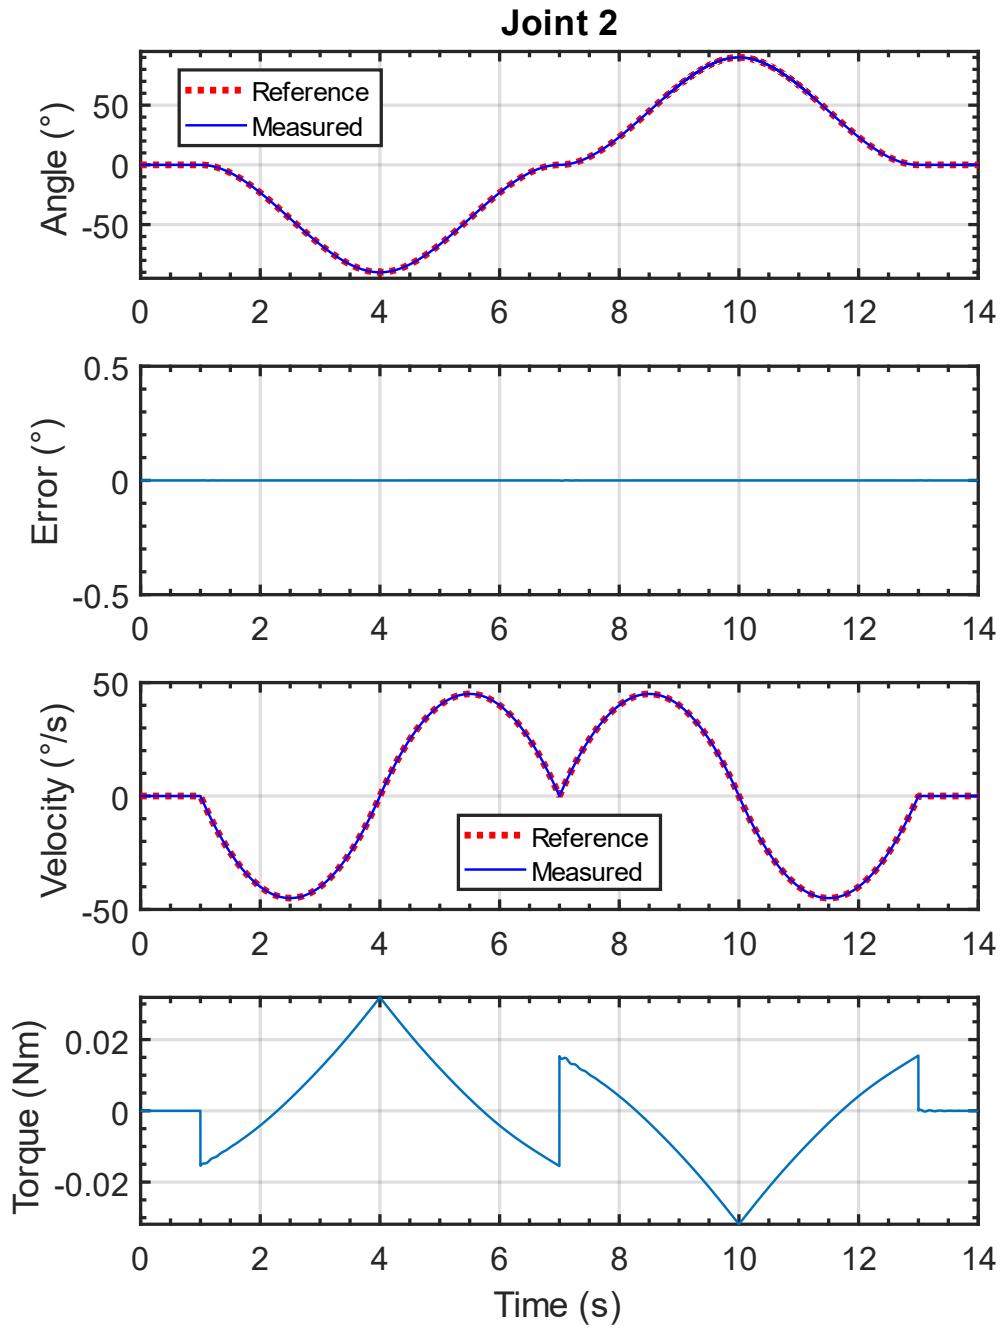 Joint 2
Angle (°)
50
0
-50
Reference
Measured
0 2 4 6 8 10 12 14
Error (°)
0.5
0
-0.5
0 2 4 6 8 10 12 14
Velocity (°/s)
50
0
-50
Reference
Measured
0 2 4 6 8 10 12 14
Torque (Nm)
0.02
0
-0.02
0 2 4 6 8 10 12 14
Time (s)